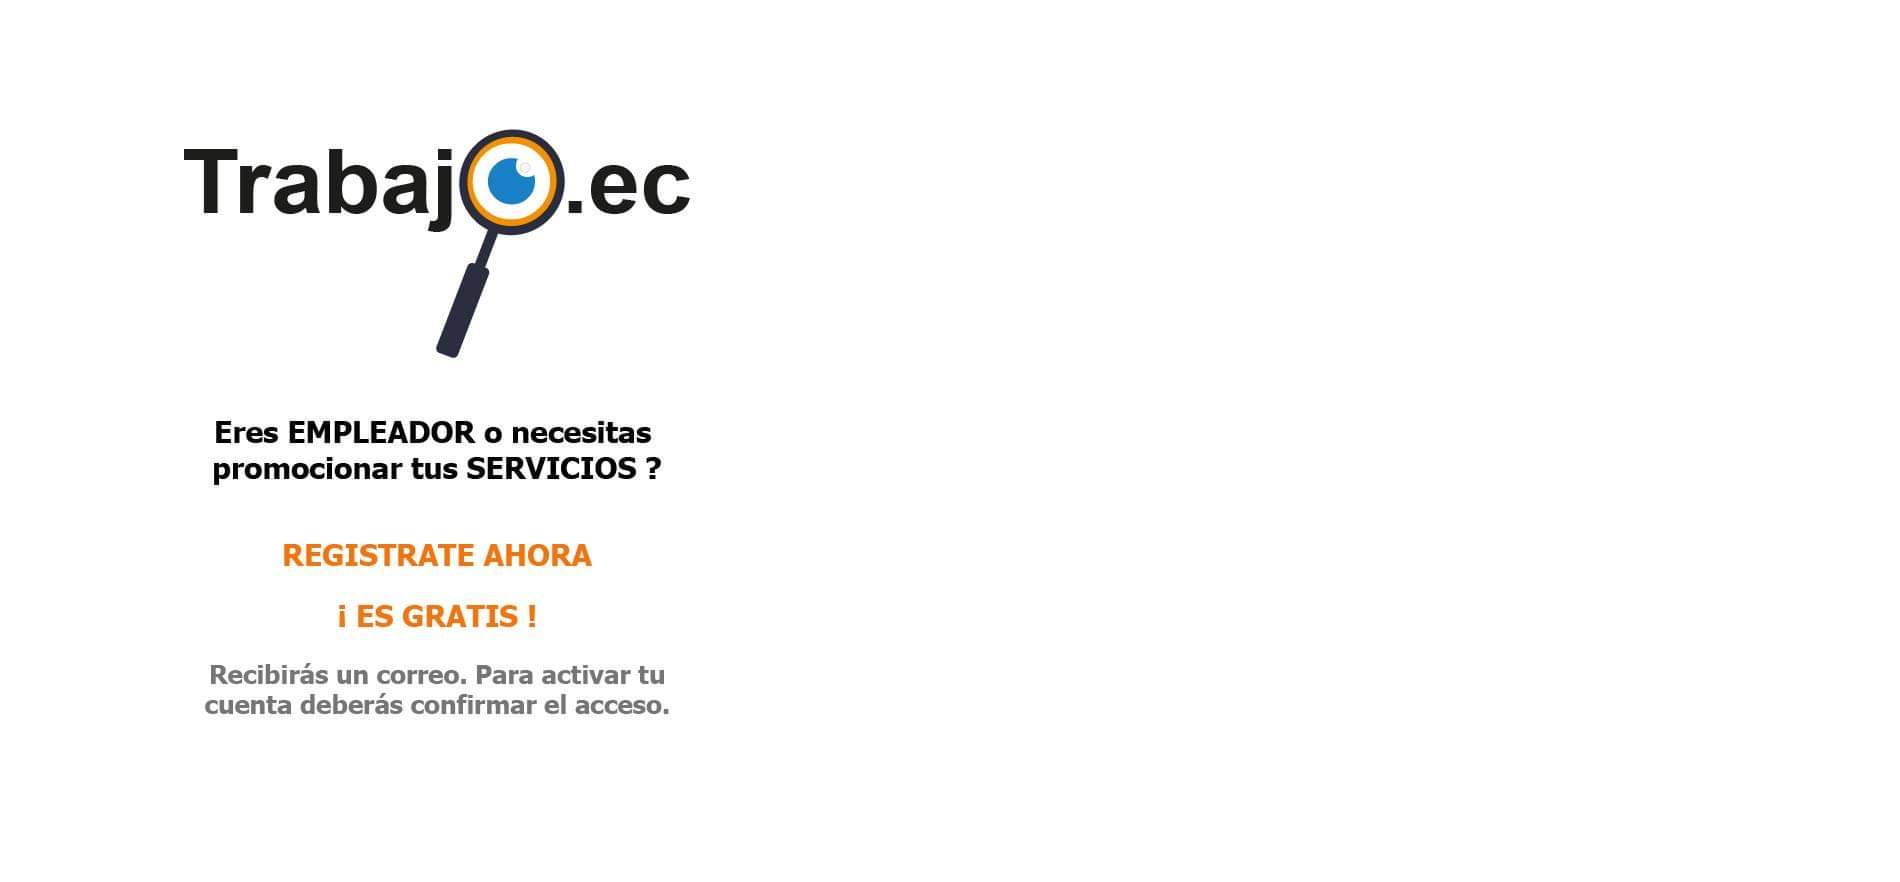 Trabajo.ec
Eres EMPLEADOR o necesitas
promocionar tus SERVICIOS ?
REGISTRATE AHORA
¡ ES GRATIS !
Recibirás un correo. Para activar tu
cuenta deberás confirmar el acceso.